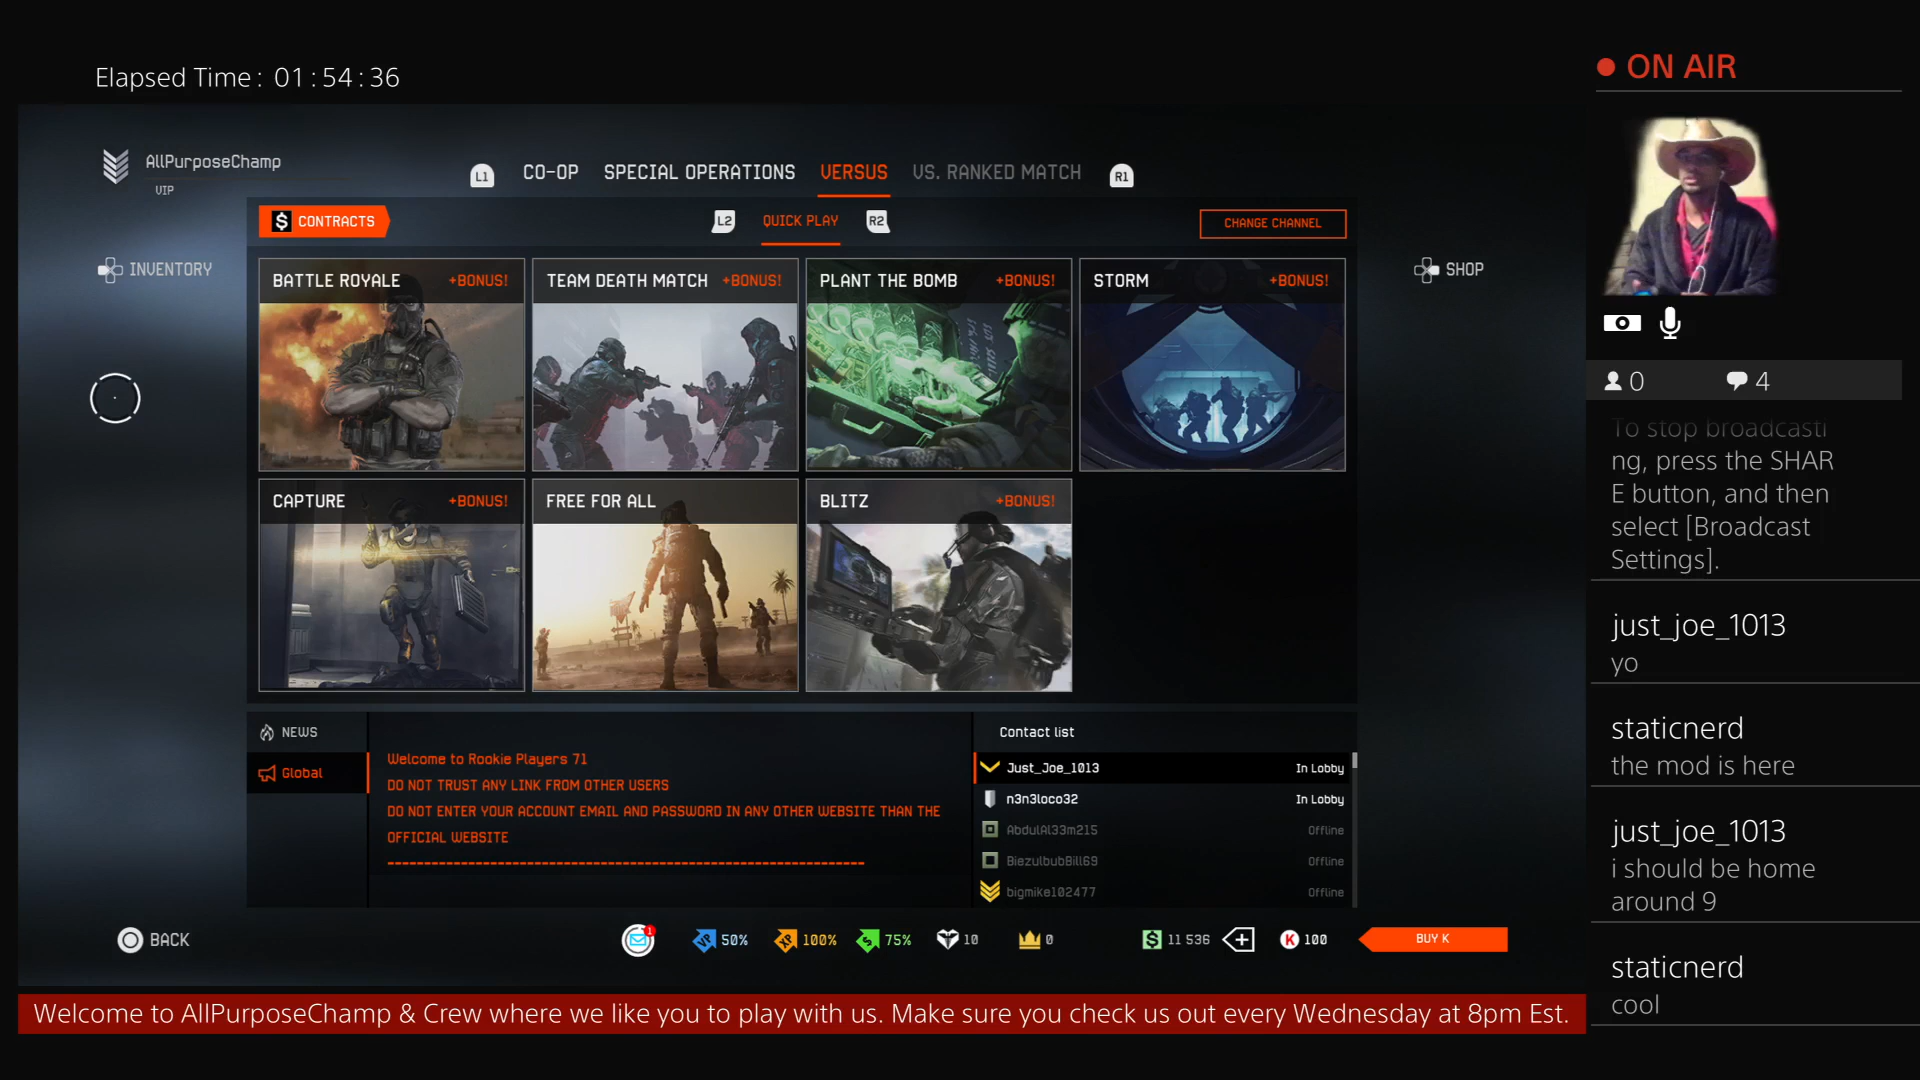 Elapsed Time : 01 : 54 : 36
ON AIR
AllPurposeChamp
VIP
L1
CO-OP
SPECIAL OPERATIONS
VERSUS
VS. RANKED MATCH
R1
$ CONTRACTS
L2
QUICK PLAY
R2
CHANGE CHANNEL
INVENTORY
SHOP
BATTLE ROYALE +BONUS!
TEAM DEATH MATCH +BONUS!
PLANT THE BOMB +BONUS!
STORM +BONUS!
CAPTURE +BONUS!
FREE FOR ALL
BLITZ +BONUS!
0
4
To stop broadcasti
ng, press the SHAR
E button, and then
select [Broadcast
Settings].
just_joe_1013
yo
staticnerd
the mod is here
just_joe_1013
i should be home
around 9
staticnerd
cool
NEWS
Global
Welcome to Rookie Players 71
DO NOT TRUST ANY LINK FROM OTHER USERS
DO NOT ENTER YOUR ACCOUNT EMAIL AND PASSWORD IN ANY OTHER WEBSITE THAN THE
OFFICIAL WEBSITE
Contact list
Just_Joe_1013 In Lobby
n3n3loco32 In Lobby
AbdulAl33m215 Offline
BiezulbubBill69 Offline
bigmike102477 Offline
BACK
1
50%
100%
75%
10
0
$ 11 536
K 100
BUY K
Welcome to AllPurposeChamp & Crew where we like you to play with us. Make sure you check us out every Wednesday at 8pm Est.